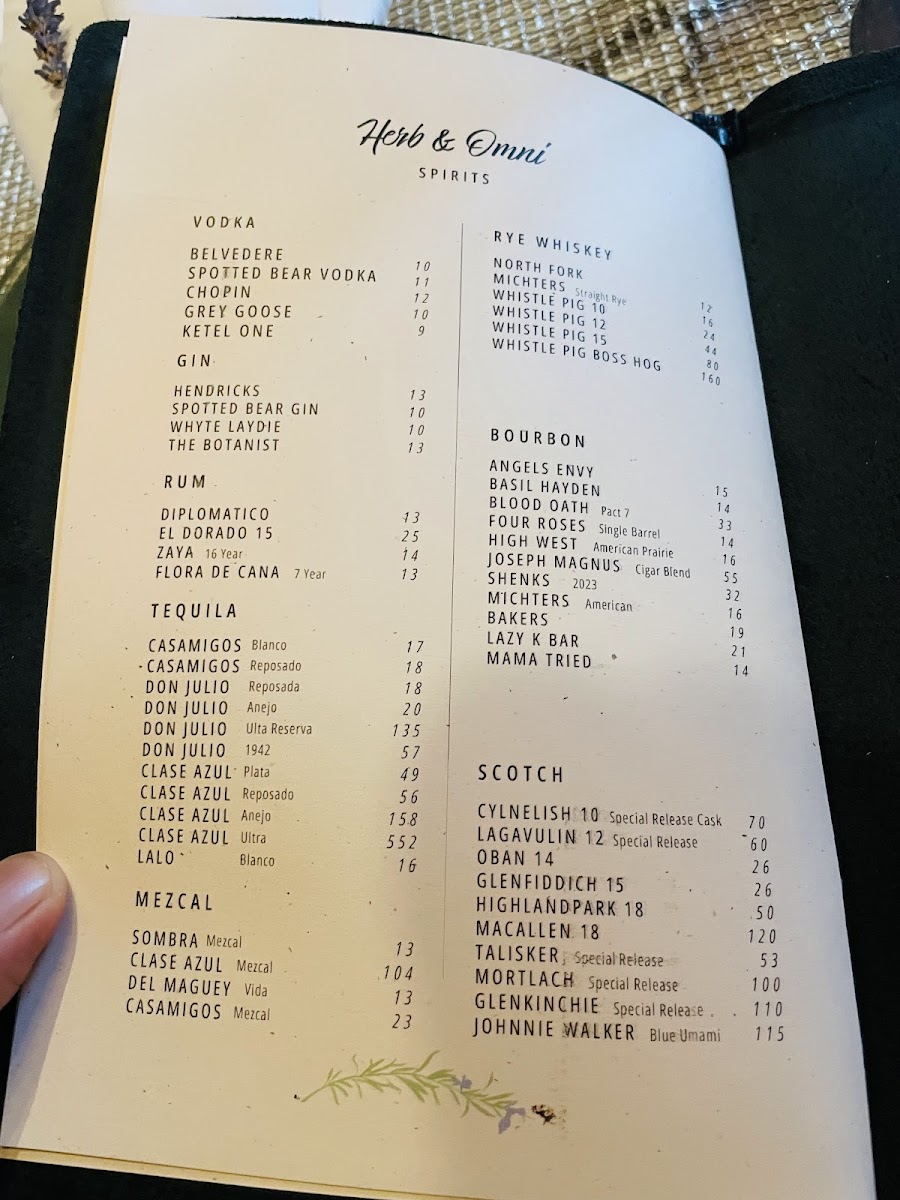 Herb & Omni
SPIRITS
VODKA
BELVEDERE 10
SPOTTED BEAR VODKA 11
CHOPIN 12
GREY GOOSE 10
KETEL ONE 9
GIN
HENDRICKS 13
SPOTTED BEAR GIN 10
WHYTE LAYDIE 10
THE BOTANIST 13
RUM
DIPLOMATICO 13
EL DORADO 15 25
ZAYA 16 Year 14
FLORA DE CANA 7 Year 13
TEQUILA
CASAMIGOS Blanco 17
CASAMIGOS Reposado 18
DON JULIO Reposada 18
DON JULIO Anejo 20
DON JULIO Ulta Reserva 135
DON JULIO 1942 57
CLASE AZUL Plata 49
CLASE AZUL Reposado 56
CLASE AZUL Anejo 158
CLASE AZUL Ultra 552
LALO Blanco 16
MEZCAL
SOMBRA Mezcal 13
CLASE AZUL Mezcal 104
DEL MAGUEY Vida 13
CASAMIGOS Mezcal 23
RYE WHISKEY
NORTH FORK 12
MICHTERS Straight Rye 16
WHISTLE PIG 10 24
WHISTLE PIG 12 44
WHISTLE PIG 15 80
WHISTLE PIG BOSS HOG 160
BOURBON
ANGELS ENVY 15
BASIL HAYDEN 14
BLOOD OATH Pact 7 33
FOUR ROSES Single Barrel 14
HIGH WEST American Prairie 16
JOSEPH MAGNUS Cigar Blend 55
SHENKS 2023 32
MICHTERS American 16
BAKERS 19
LAZY K BAR 21
MAMA TRIED 14
SCOTCH
CYLNELISH 10 Special Release Cask 70
LAGAVULIN 12 Special Release 60
OBAN 14 26
GLENFIDDICH 15 26
HIGHLANDPARK 18 50
MACALLEN 18 120
TALISKER, Special Release 53
MORTLACH Special Release 100
GLENKINCHIE Special Release 110
JOHNNIE WALKER Blue Umami 115